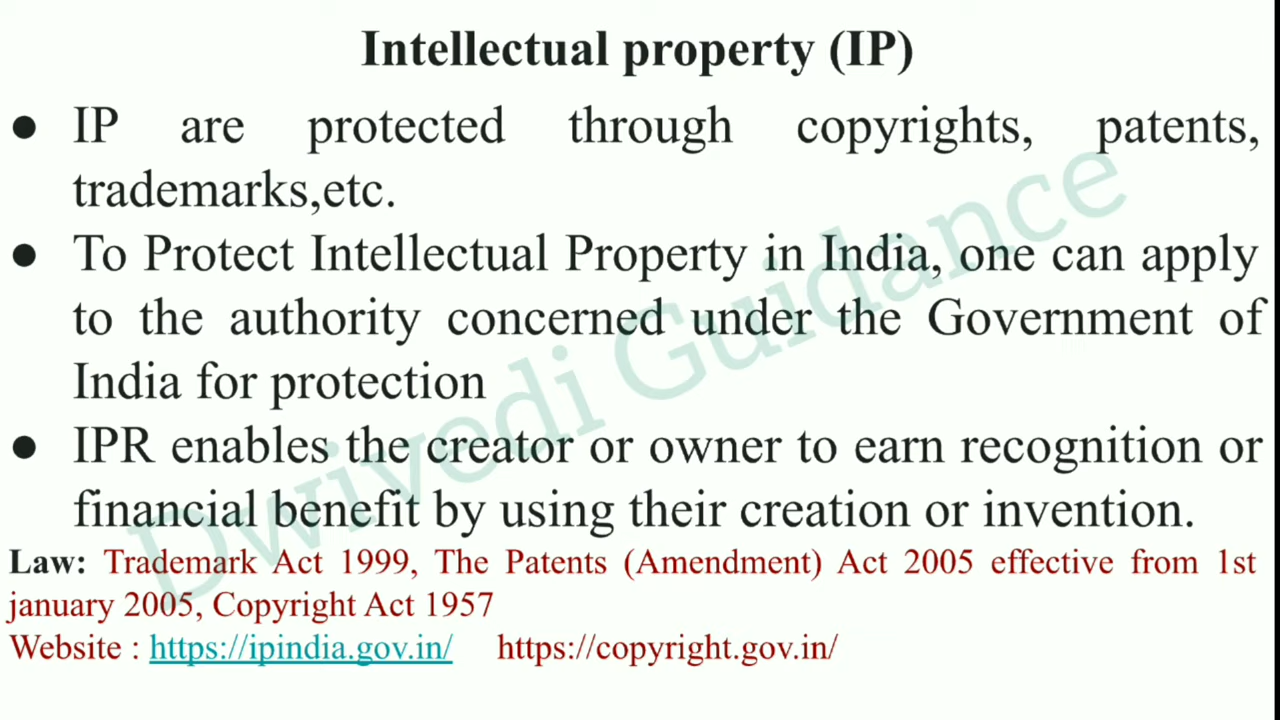 Intellectual property (IP)
● IP are protected through copyrights, patents,
trademarks,etc.
● To Protect Intellectual Property in India, one can apply
to the authority concerned under the Government of
India for protection
● IPR enables the creator or owner to earn recognition or
financial benefit by using their creation or invention.
Law: Trademark Act 1999, The Patents (Amendment) Act 2005 effective from 1st
january 2005, Copyright Act 1957
Website : https://ipindia.gov.in/ https://copyright.gov.in/
Dwivedi Guidance